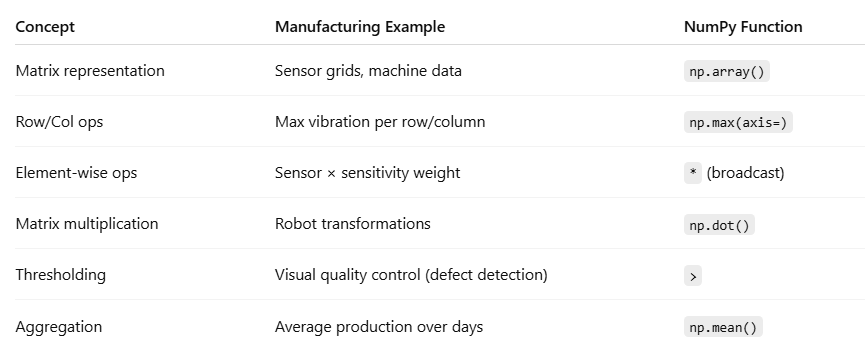 Concept Manufacturing Example NumPy Function
Matrix representation Sensor grids, machine data np.array()
Row/Col ops Max vibration per row/column np.max(axis=)
Element-wise ops Sensor × sensitivity weight * (broadcast)
Matrix multiplication Robot transformations np.dot()
Thresholding Visual quality control (defect detection) >
Aggregation Average production over days np.mean()